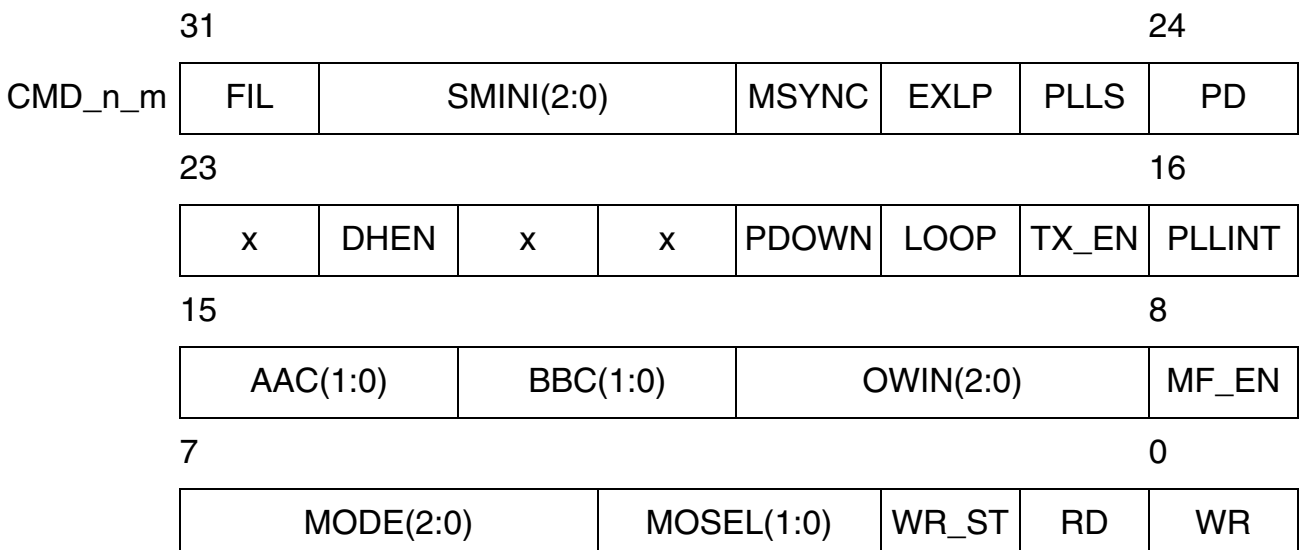 31 24
CMD_n_m FIL SMINI(2:0) MSYNC EXLP PLLS PD
23 16
x DHEN x x PDOWN LOOP TX_EN PLLINT
15 8
AAC(1:0) BBC(1:0) OWIN(2:0) MF_EN
7 0
MODE(2:0) MOSEL(1:0) WR_ST RD WR